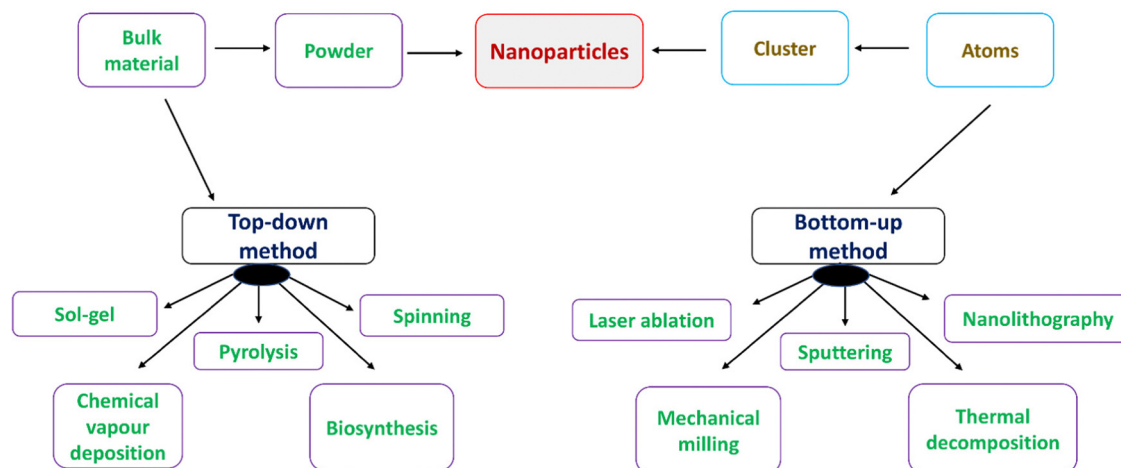 Bulk
material
Powder
Nanoparticles
Cluster
Atoms
Top-down
method
Bottom-up
method
Sol-gel
Spinning
Pyrolysis
Chemical
vapour
deposition
Biosynthesis
Laser ablation
Nanolithography
Sputtering
Mechanical
milling
Thermal
decomposition